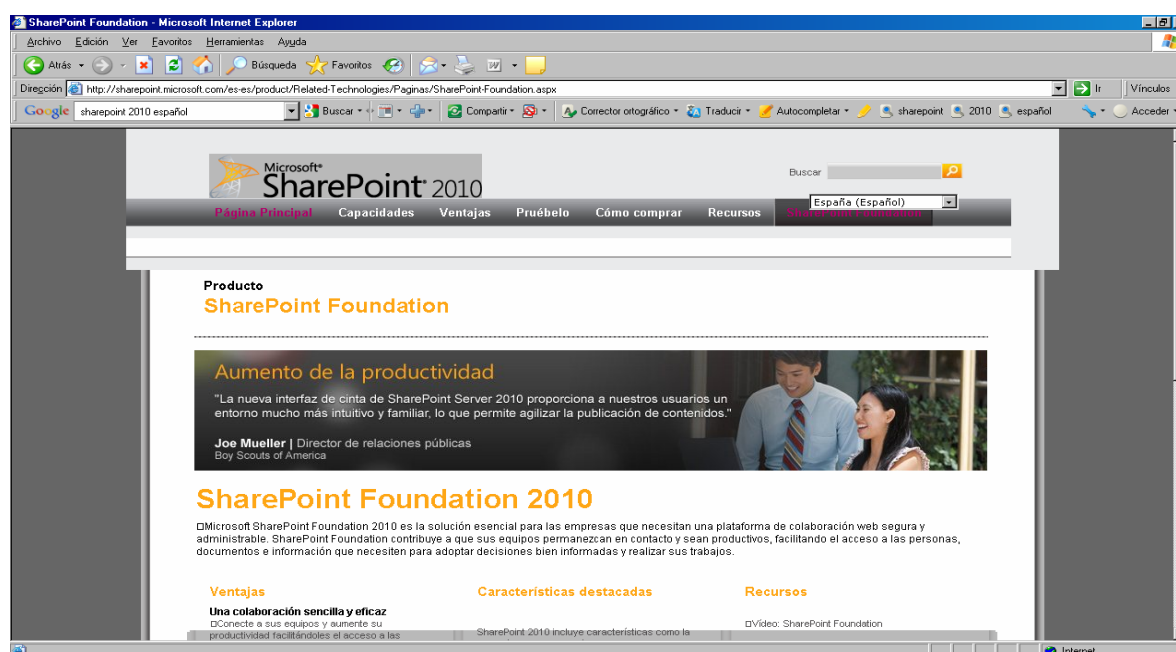 SharePoint Foundation - Microsoft Internet Explorer
Archivo Edición Ver Favoritos Herramientas Ayuda
Atrás Búsqueda Favoritos
Dirección http://sharepoint.microsoft.com/es-es/product/Related-Technologies/Paginas/SharePoint-Foundation.aspx Ir Vínculos
Google sharepoint 2010 español Buscar Compartir Corrector ortográfico Traducir Autocompletar sharepoint 2010 español Acceder
Microsoft®
SharePoint® 2010
Buscar
España (Español)
Página Principal Capacidades Ventajas Pruébelo Cómo comprar Recursos SharePoint Foundation
Producto
SharePoint Foundation
Aumento de la productividad
"La nueva interfaz de cinta de SharePoint Server 2010 proporciona a nuestros usuarios un
entorno mucho más intuitivo y familiar, lo que permite agilizar la publicación de contenidos."
Joe Mueller | Director de relaciones públicas
Boy Scouts of America
SharePoint Foundation 2010
□Microsoft SharePoint Foundation 2010 es la solución esencial para las empresas que necesitan una plataforma de colaboración web segura y
administrable. SharePoint Foundation contribuye a que sus equipos permanezcan en contacto y sean productivos, facilitando el acceso a las personas,
documentos e información que necesiten para adoptar decisiones bien informadas y realizar sus trabajos.
Ventajas
Una colaboración sencilla y eficaz
□Conecte a sus equipos y aumente su
productividad facilitándoles el acceso a las
Características destacadas
SharePoint 2010 incluye características como la
Recursos
□Vídeo: SharePoint Foundation
Internet